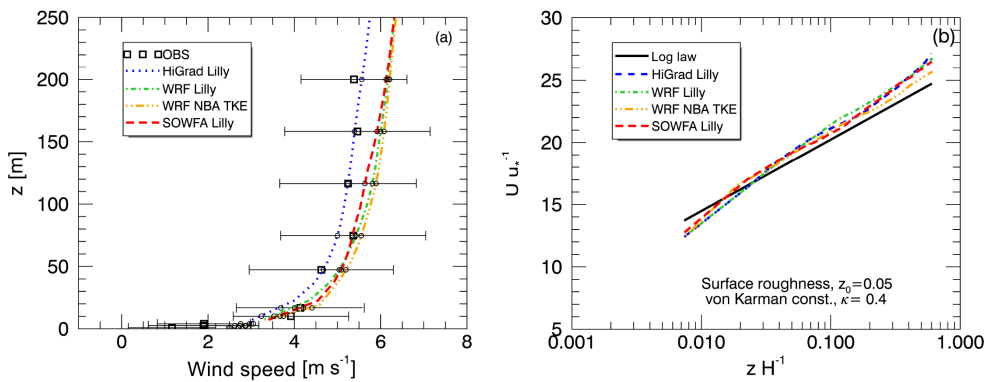 250
200
150
100
50
0
z [m]
0
2
4
6
8
Wind speed [m s⁻¹]
(a)
OBS
HiGrad Lilly
WRF Lilly
WRF NBA TKE
SOWFA Lilly
30
25
20
15
10
5
U u*⁻¹
0.001
0.010
0.100
1.000
z H⁻¹
(b)
Log law
HiGrad Lilly
WRF Lilly
WRF NBA TKE
SOWFA Lilly
Surface roughness, z₀=0.05
von Karman const., κ= 0.4